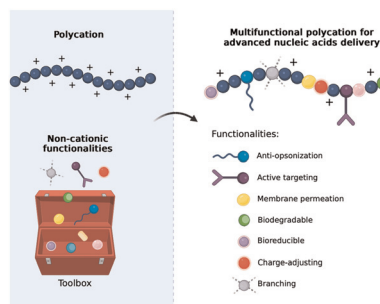 Polycation
+ + + + + + + +
Non-cationic
functionalities
Toolbox
Multifunctional polycation for
advanced nucleic acids delivery
+ + + +
Functionalities:
Anti-opsonization
Active targeting
Membrane permeation
Biodegradable
Bioreducible
Charge-adjusting
Branching